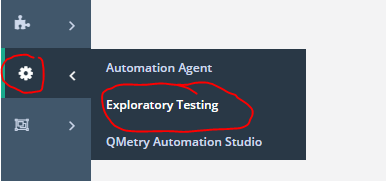 Automation Agent
Exploratory Testing
QMetry Automation Studio